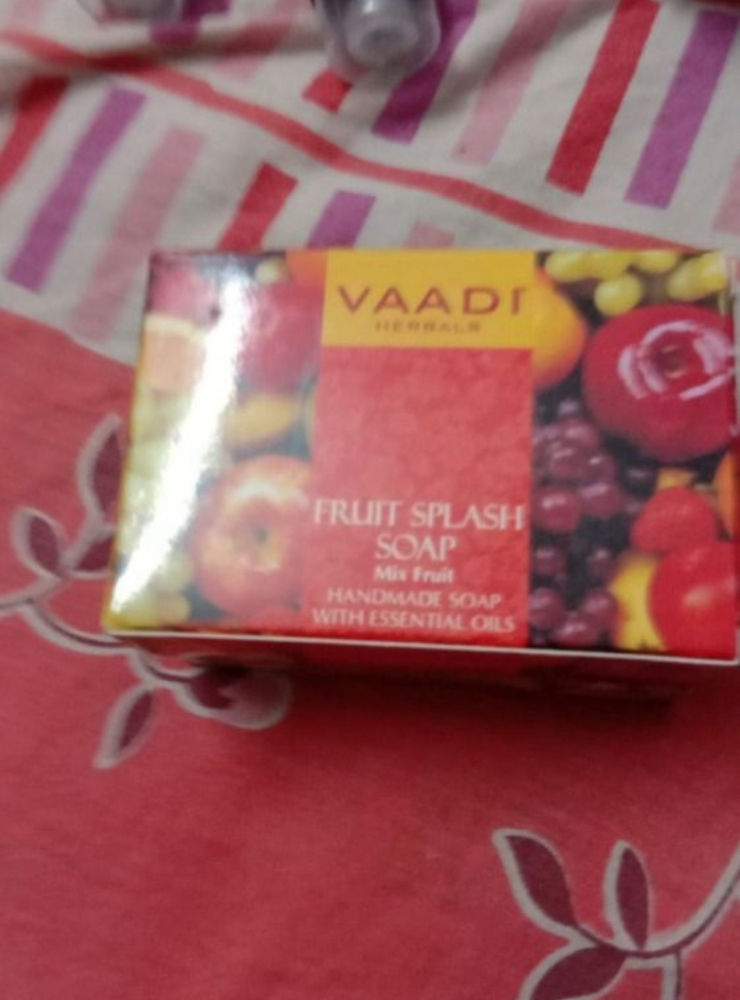 VAADI
HERBALS
FRUIT SPLASH
SOAP
Mix Fruit
HANDMADE SOAP
WITH ESSENTIAL OILS